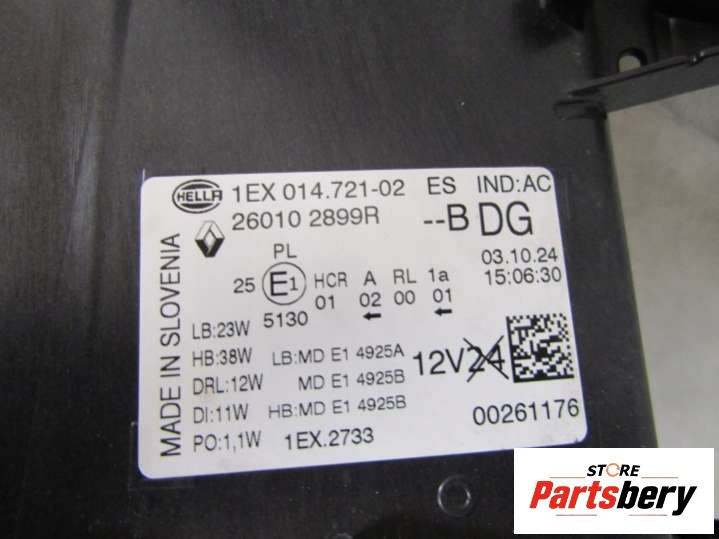 HELLA 1EX 014.721-02 ES IND:AC
260102899R --B DG
03.10.24
15:06:30
MADE IN SLOVENIA
PL
25 E1 HCR A RL 1a
01 02 00 01
5130
LB:23W
HB:38W LB:MD E1 4925A 12V24
DRL:12W MD E1 4925B
DI:11W HB:MD E1 4925B 00261176
PO:1,1W 1EX.2733
STORE
Partsbery